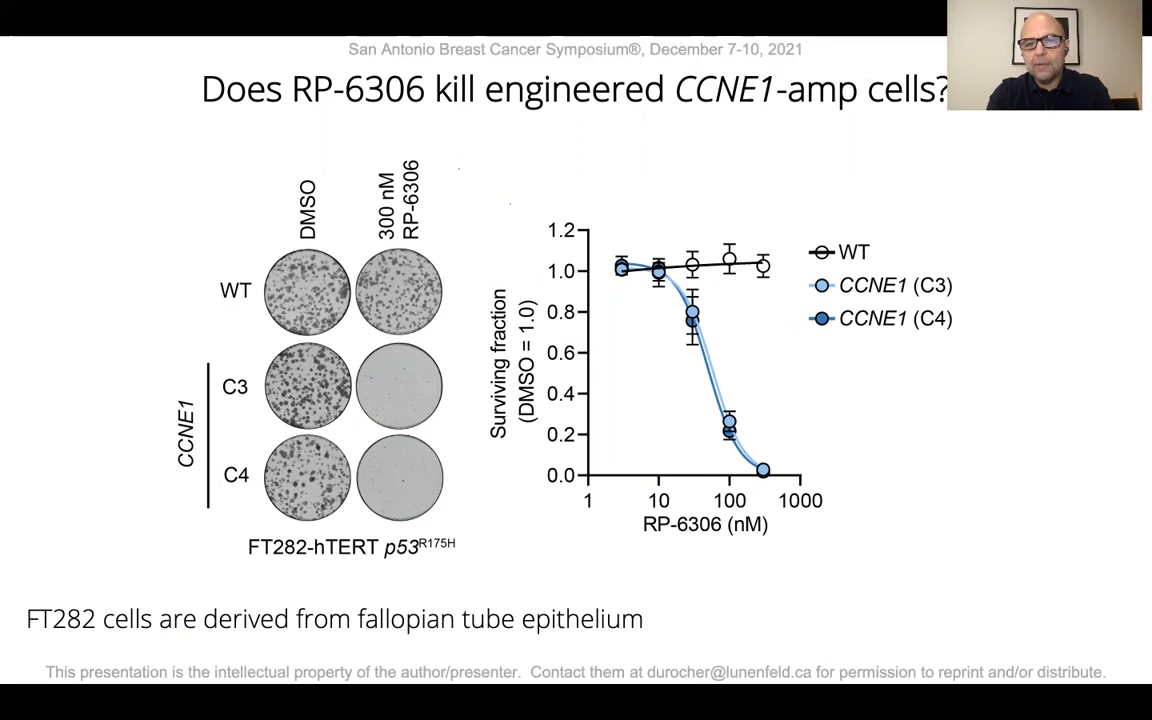 San Antonio Breast Cancer Symposium®, December 7-10, 2021
Does RP-6306 kill engineered CCNE1-amp cells?
DMSO
300 nM
RP-6306
WT
C3
C4
CCNE1
FT282-hTERT p53R175H
Surviving fraction
(DMSO = 1.0)
1.2
1.0
0.8
0.6
0.4
0.2
0.0
1
10
100
1000
RP-6306 (nM)
WT
CCNE1 (C3)
CCNE1 (C4)
FT282 cells are derived from fallopian tube epithelium
This presentation is the intellectual property of the author/presenter. Contact them at durocher@lunenfeld.ca for permission to reprint and/or distribute.